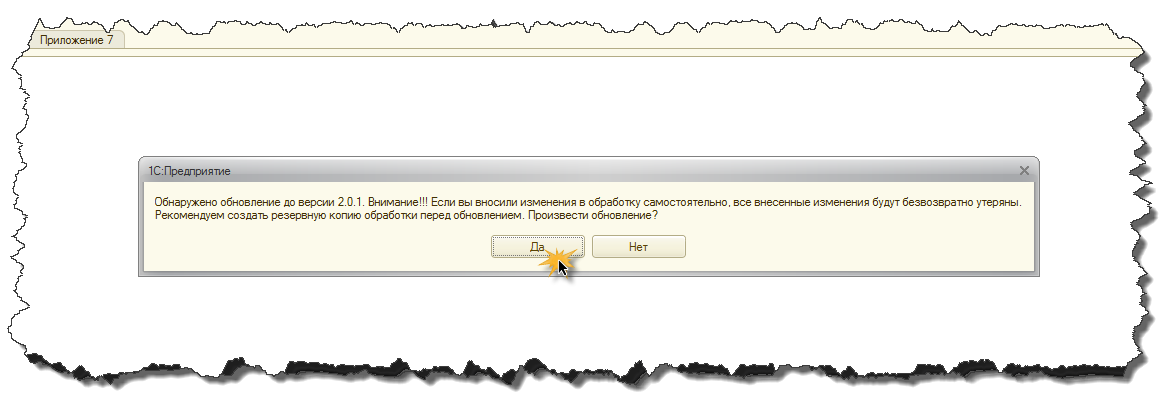 Приложение 7
1С:Предприятие
Обнаружено обновление до версии 2.0.1. Внимание!!! Если вы вносили изменения в обработку самостоятельно, все внесенные изменения будут безвозвратно утеряны.
Рекомендуем создать резервную копию обработки перед обновлением. Произвести обновление?
Да Нет